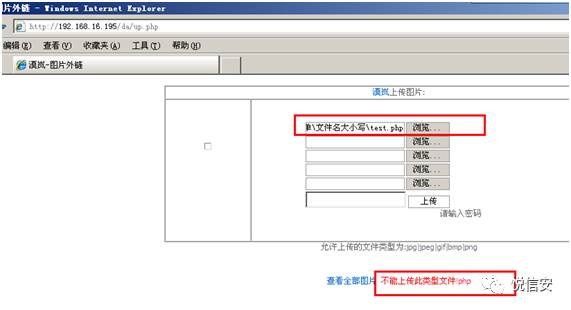 片外链 - Windows Internet Explorer
http://192.168.16.195/da/up.php
编辑(E) 查看(V) 收藏夹(A) 工具(T) 帮助(H)
漠岚-图片外链
漠岚上传图片:
\文件名大小写\test.php 浏览...
浏览...
浏览...
浏览...
浏览...
上传
请输入密码
允许上传的文件类型为:jpg|jpeg|gif|bmp|png
查看全部图片 不能上传此类型文件!php
悦信安